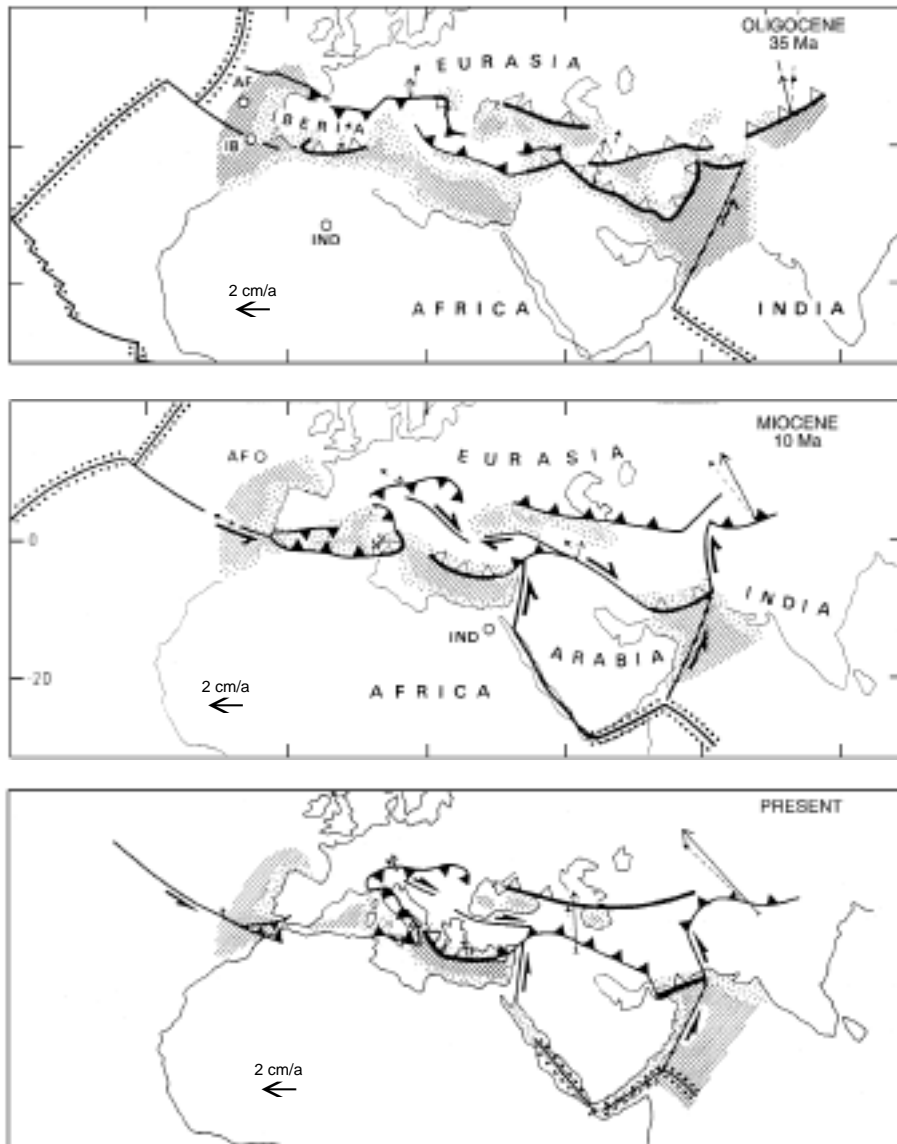 OLIGOCENE
35 Ma
EURASIA
AF
IBERIA
IB
IND
2 cm/a
AFRICA
INDIA
MIOCENE
10 Ma
AF
EURASIA
0
INDIA
IND
ARABIA
2 cm/a
AFRICA
-20
PRESENT
2 cm/a